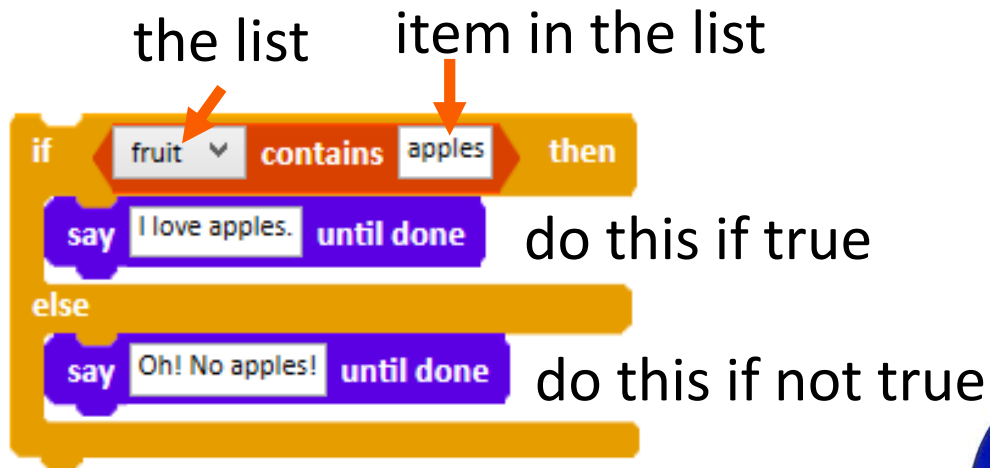 the list item in the list
if fruit contains apples then
say I love apples. until done do this if true
else
say Oh! No apples! until done do this if not true